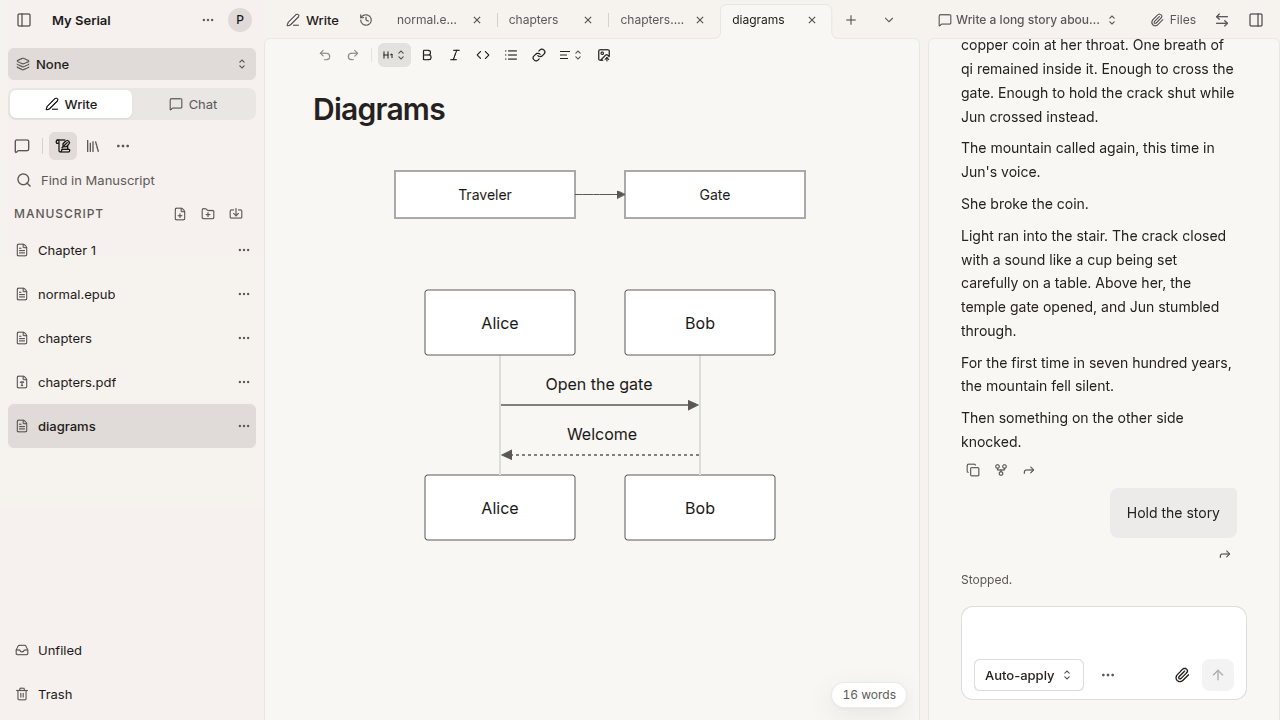 My Serial
P
None
Write
Chat
Find in Manuscript
MANUSCRIPT
Chapter 1
normal.epub
chapters
chapters.pdf
diagrams
Unfiled
Trash
Write
normal.e...
chapters
chapters....
diagrams
H1
B
I
Diagrams
Traveler
Gate
Alice
Bob
Open the gate
Welcome
Alice
Bob
16 words
Write a long story abou...
Files
copper coin at her throat. One breath of
qi remained inside it. Enough to cross the
gate. Enough to hold the crack shut while
Jun crossed instead.
The mountain called again, this time in
Jun's voice.
She broke the coin.
Light ran into the stair. The crack closed
with a sound like a cup being set
carefully on a table. Above her, the
temple gate opened, and Jun stumbled
through.
For the first time in seven hundred years,
the mountain fell silent.
Then something on the other side
knocked.
Hold the story
Stopped.
Auto-apply